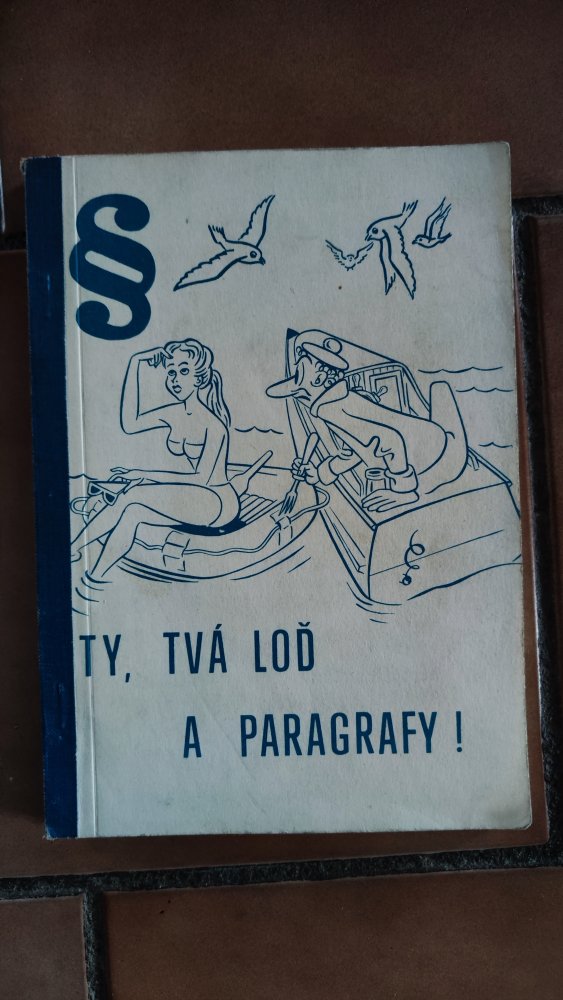 §
TY, TVÁ LOĎ
A PARAGRAFY !